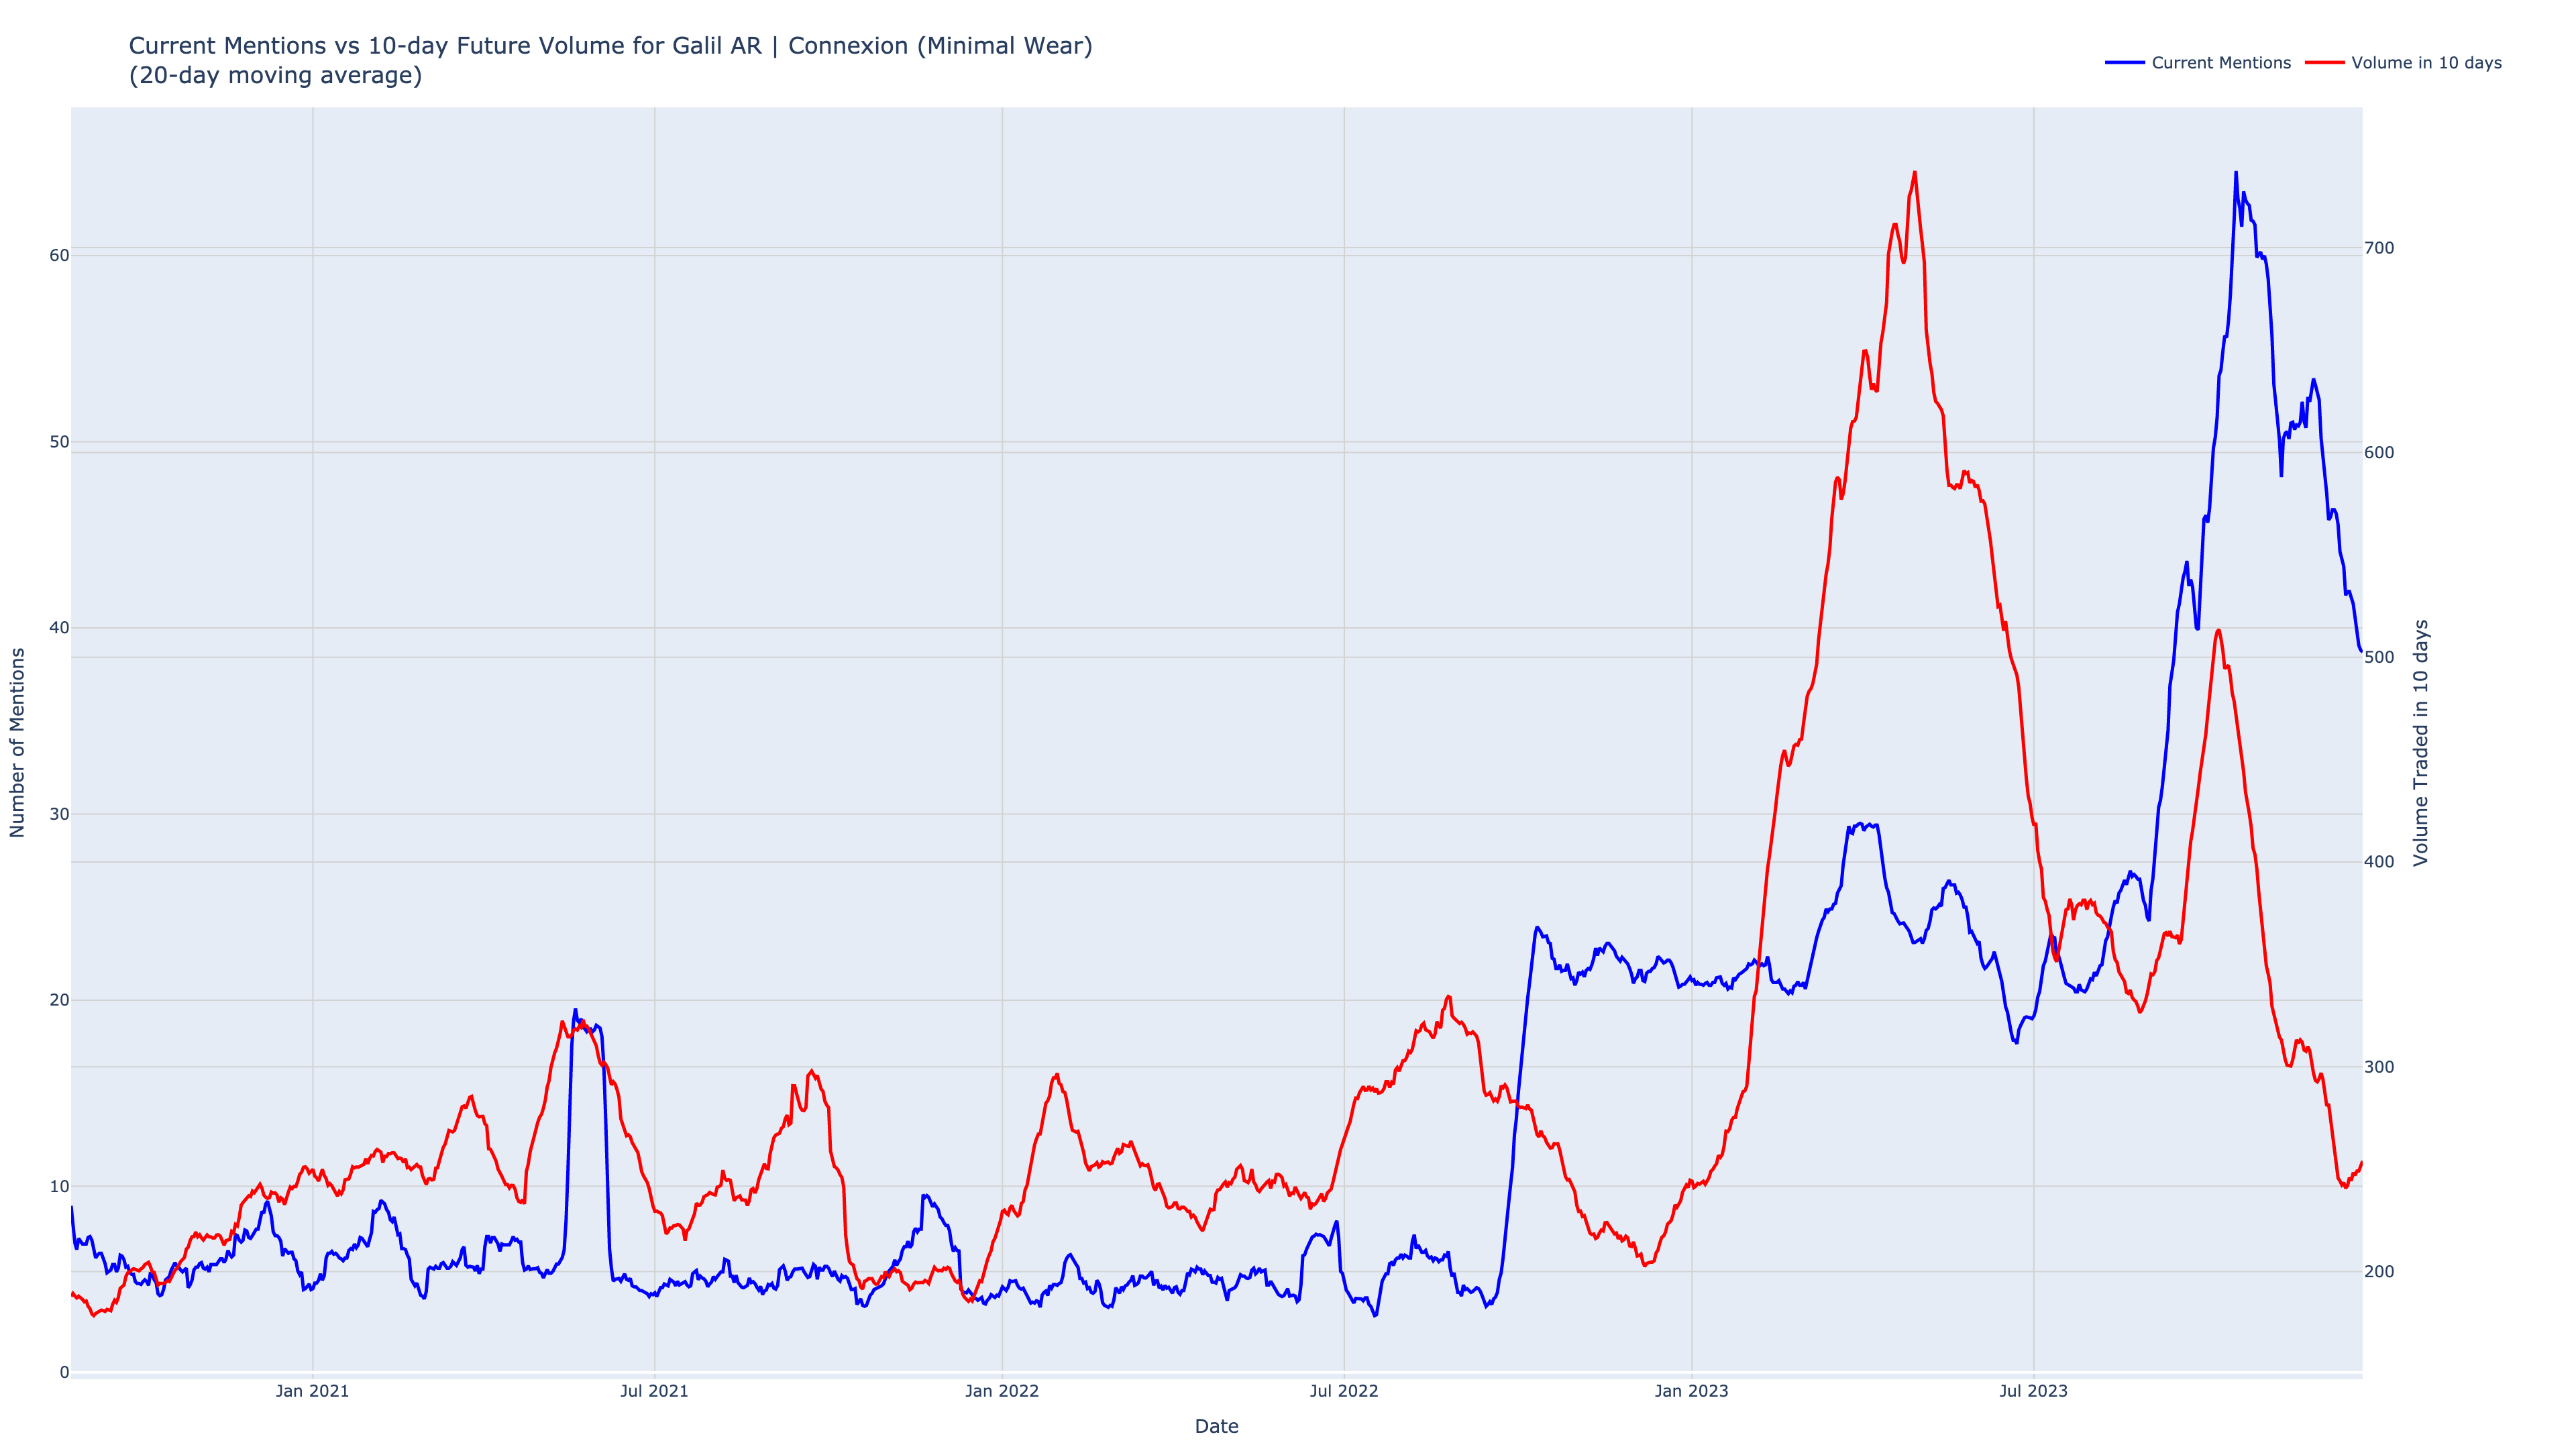 Current Mentions vs 10-day Future Volume for Galil AR | Connexion (Minimal Wear)
(20-day moving average)
Current Mentions
Volume in 10 days
Number of Mentions
60
50
40
30
20
10
0
700
600
500
400
300
200
Volume Traded in 10 days
Jan 2021
Jul 2021
Jan 2022
Jul 2022
Jan 2023
Jul 2023
Date